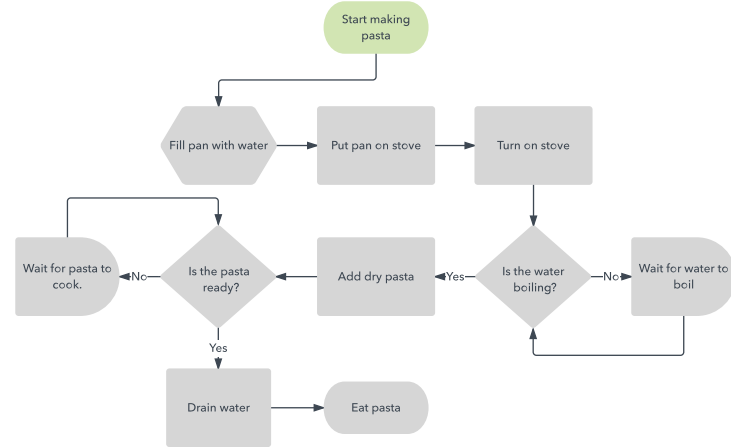 Start making
pasta
Fill pan with water
Put pan on stove
Turn on stove
Wait for pasta to
cook.
No
Is the pasta
ready?
Add dry pasta
Yes
Is the water
boiling?
No
Wait for water to
boil
Yes
Drain water
Eat pasta